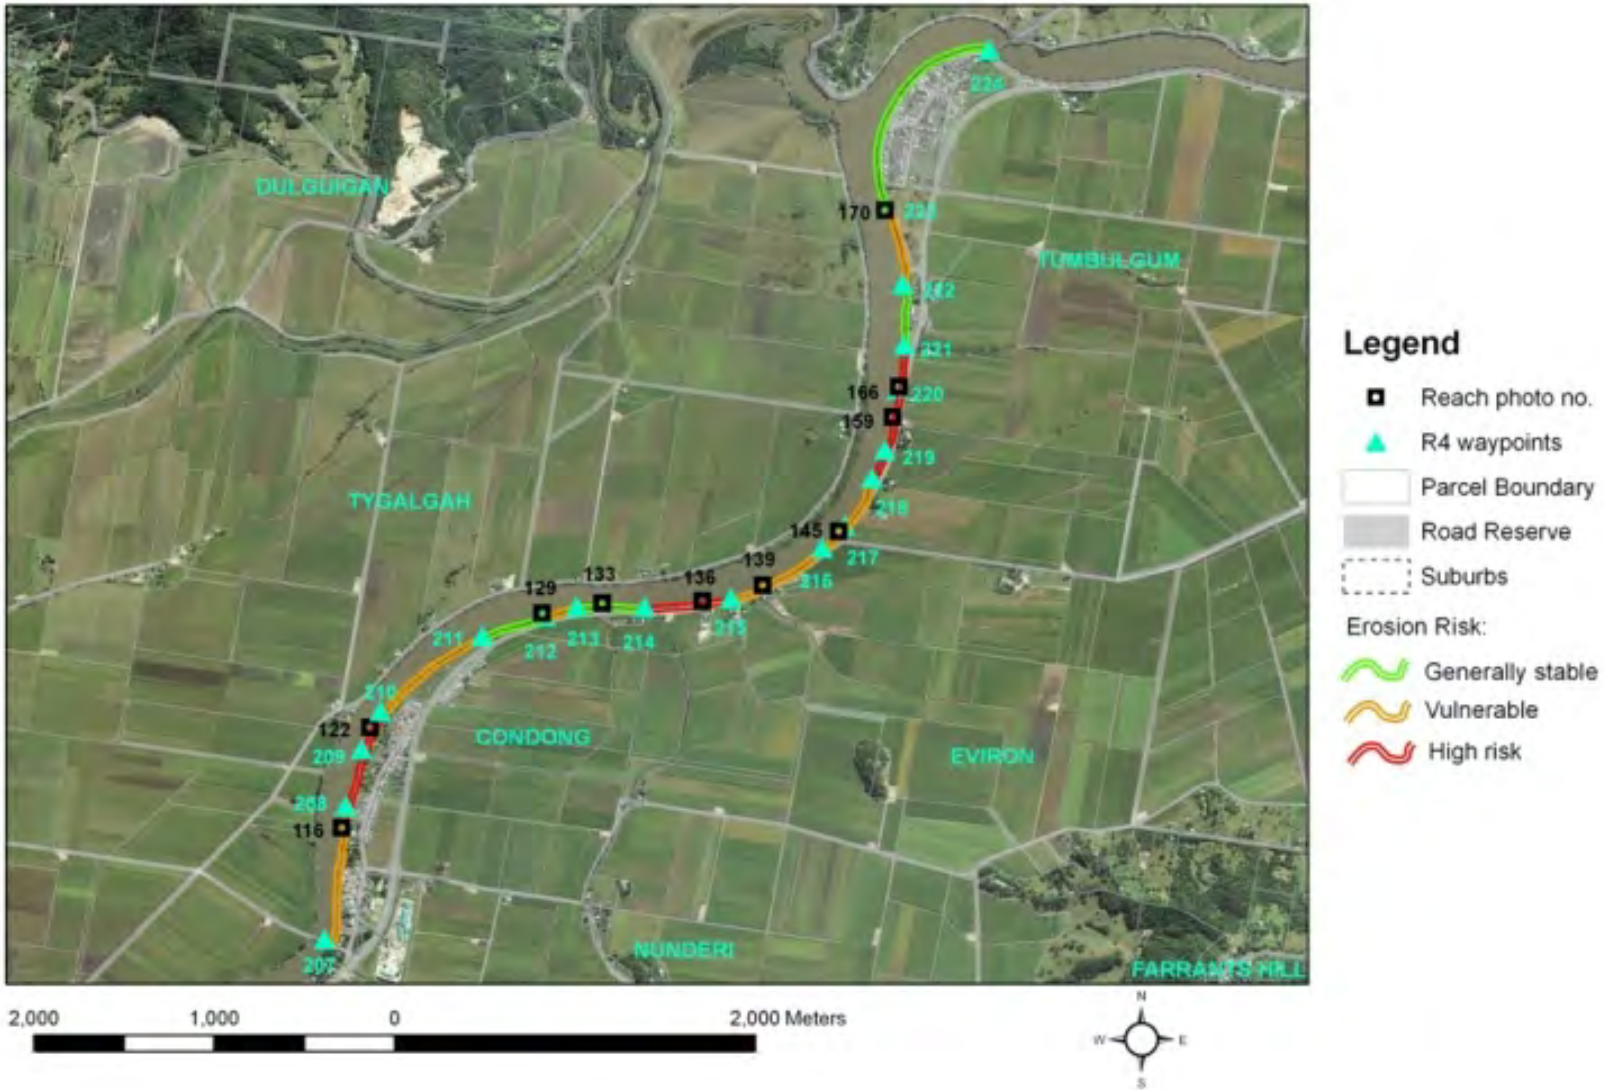 224
DULGUIGAN
170 223
TUMBULGUM
222
221
166 220
159
219
TYGALGAH
218
145
217
139
216
133 136
129
215
211 213 214
212
210
122
CONDONG
209
EVIRON
208
116
NUNDERI
207
FARRANTS HILL
Legend
Reach photo no.
R4 waypoints
Parcel Boundary
Road Reserve
Suburbs
Erosion Risk:
Generally stable
Vulnerable
High risk
2,000 1,000 0 2,000 Meters
N
W E
S